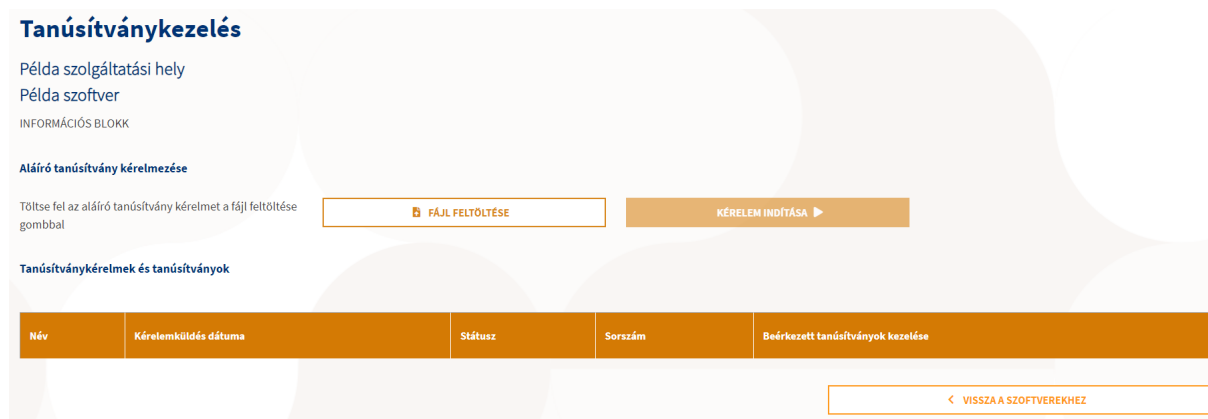 Tanúsítványkezelés
Példa szolgáltatási hely
Példa szoftver
INFORMÁCIÓS BLOKK
Aláíró tanúsítvány kérelmezése
Töltse fel az aláíró tanúsítvány kérelmet a fájl feltöltése
gombbal
FÁJL FELTÖLTÉSE
KÉRELEM INDÍTÁSA
Tanúsítványkérelmek és tanúsítványok
Név Kérelemküldés dátuma Státusz Sorszám Beérkezett tanúsítványok kezelése
VISSZA A SZOFTVEREKHEZ